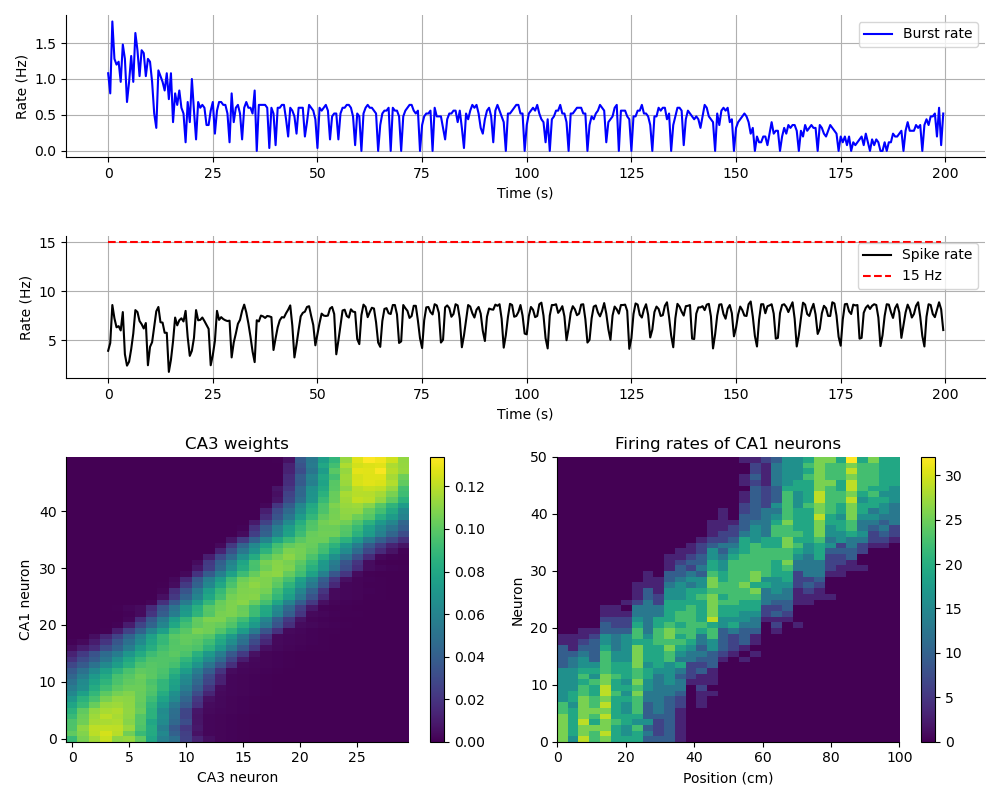 Rate (Hz)
1.5
1.0
0.5
0.0
Burst rate
0 25 50 75 100 125 150 175 200
Time (s)
Rate (Hz)
15
10
5
Spike rate
15 Hz
0 25 50 75 100 125 150 175 200
Time (s)
CA3 weights
CA1 neuron
40
30
20
10
0
0 5 10 15 20 25
CA3 neuron
0.12
0.10
0.08
0.06
0.04
0.02
0.00
Firing rates of CA1 neurons
Neuron
50
40
30
20
10
0
0 20 40 60 80 100
Position (cm)
30
25
20
15
10
5
0